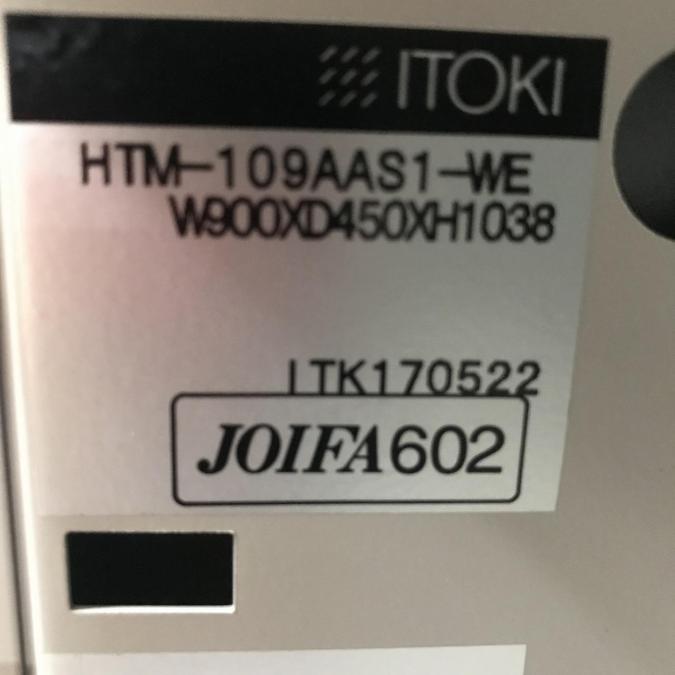 ITOKI
HTM-109AAS1-WE
W900XD450XH1038
ITK170522
JOIFA602